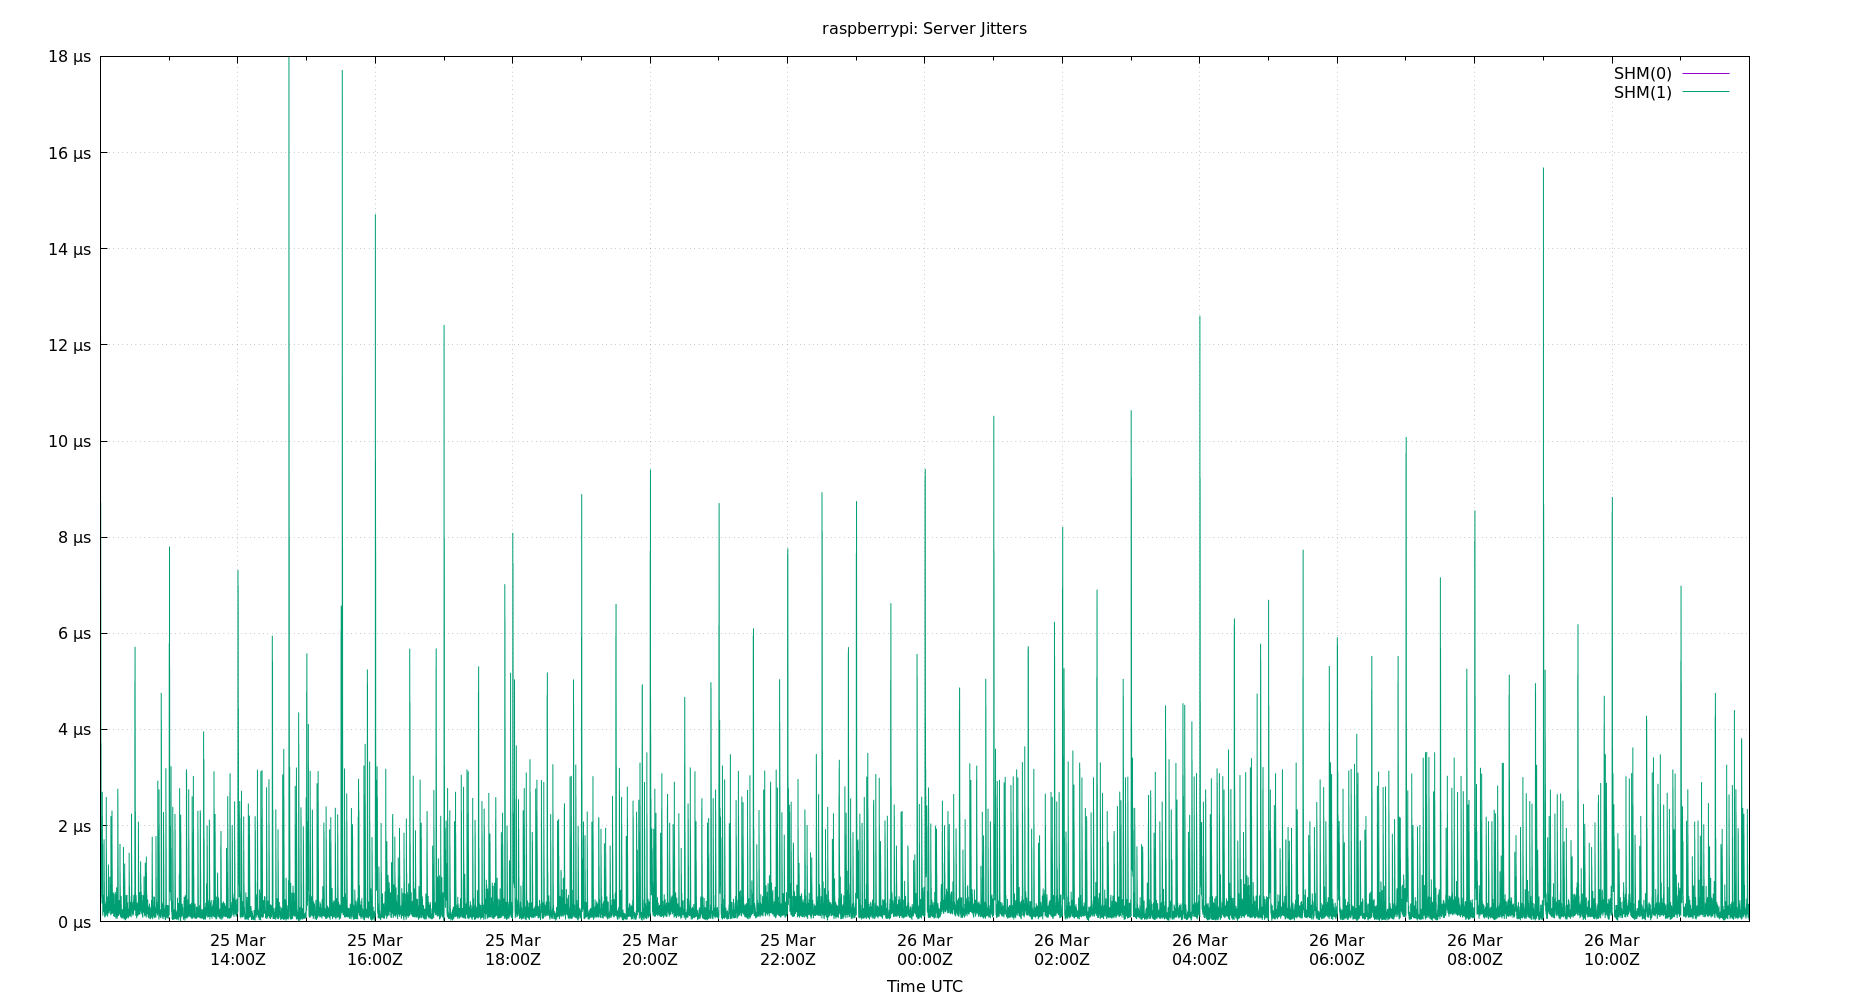 raspberrypi: Server Jitters
18 µs
SHM(0)
SHM(1)
16 µs
14 µs
12 µs
10 µs
8 µs
6 µs
4 µs
2 µs
0 µs
25 Mar 25 Mar 25 Mar 25 Mar 25 Mar 26 Mar 26 Mar 26 Mar 26 Mar 26 Mar 26 Mar
14:00Z 16:00Z 18:00Z 20:00Z 22:00Z 00:00Z 02:00Z 04:00Z 06:00Z 08:00Z 10:00Z
Time UTC